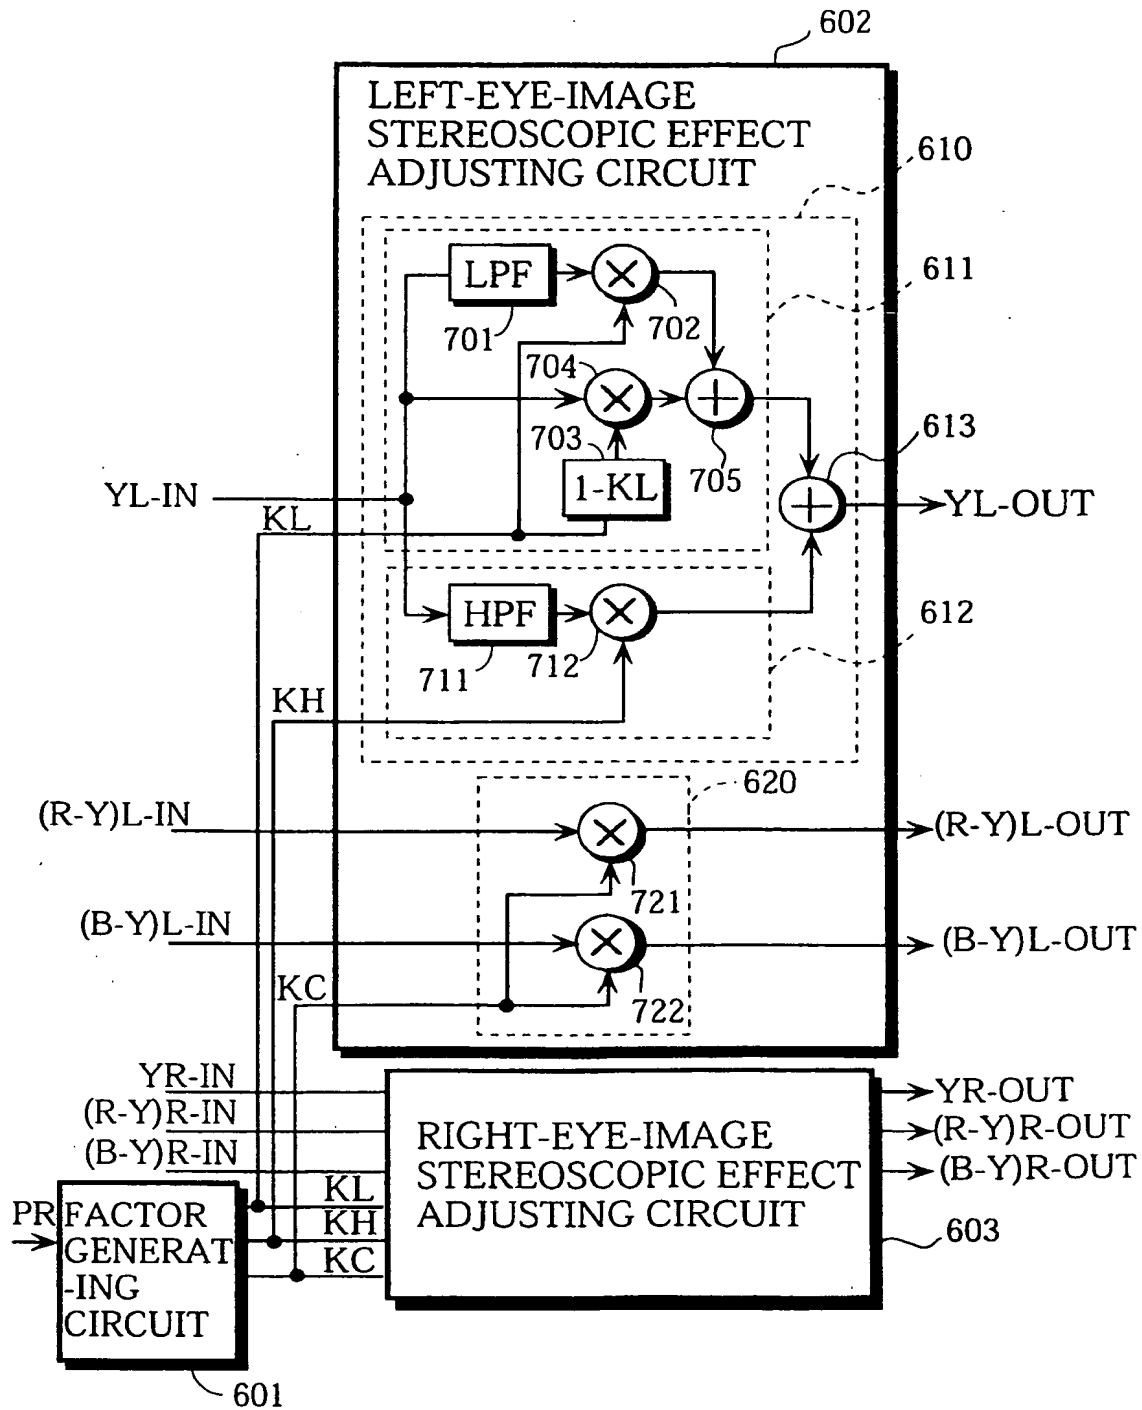 602
LEFT-EYE-IMAGE
STEREOSCOPIC EFFECT
ADJUSTING CIRCUIT
610
611
LPF
701
702
704
703
1-KL
705
613
YL-IN
YL-OUT
KL
HPF
711
712
612
KH
620
(R-Y)L-IN
(R-Y)L-OUT
721
(B-Y)L-IN
(B-Y)L-OUT
KC
722
YR-IN
YR-OUT
(R-Y)R-IN
(R-Y)R-OUT
(B-Y)R-IN
(B-Y)R-OUT
RIGHT-EYE-IMAGE
STEREOSCOPIC EFFECT
ADJUSTING CIRCUIT
KL
KH
KC
603
PR
FACTOR
GENERAT
-ING
CIRCUIT
601